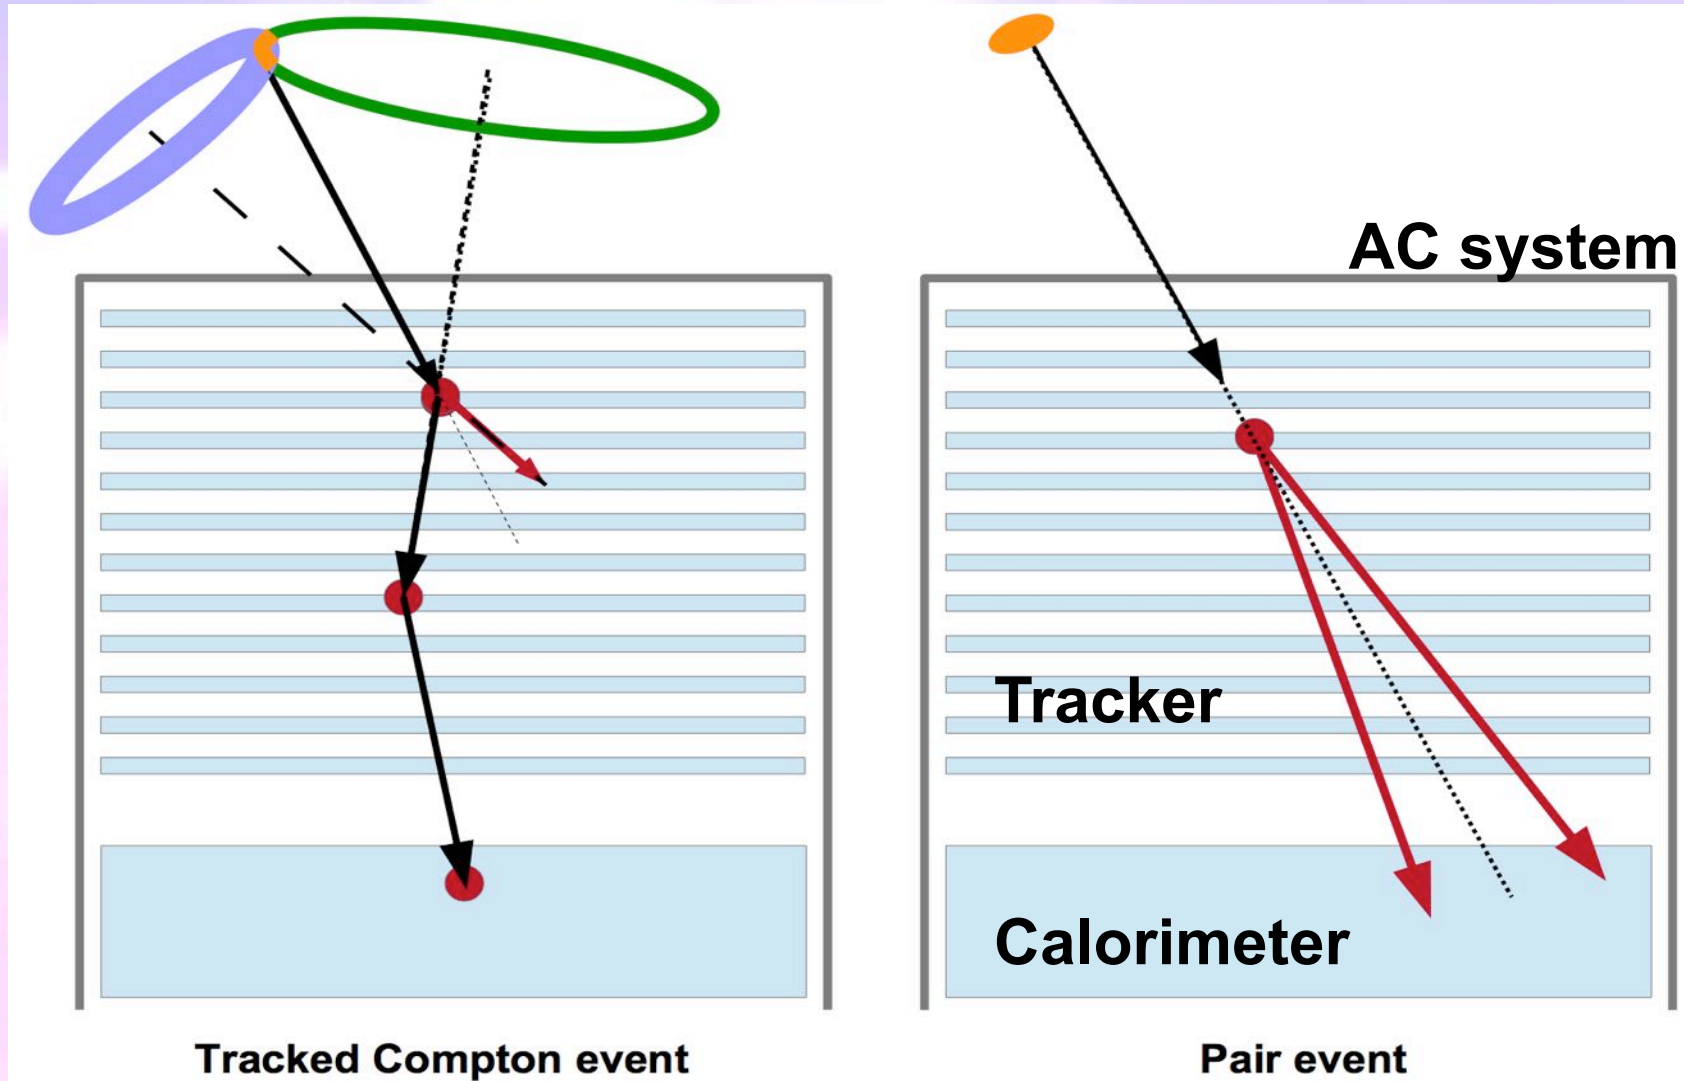 AC system
Tracker
Calorimeter
Tracked Compton event
Pair event